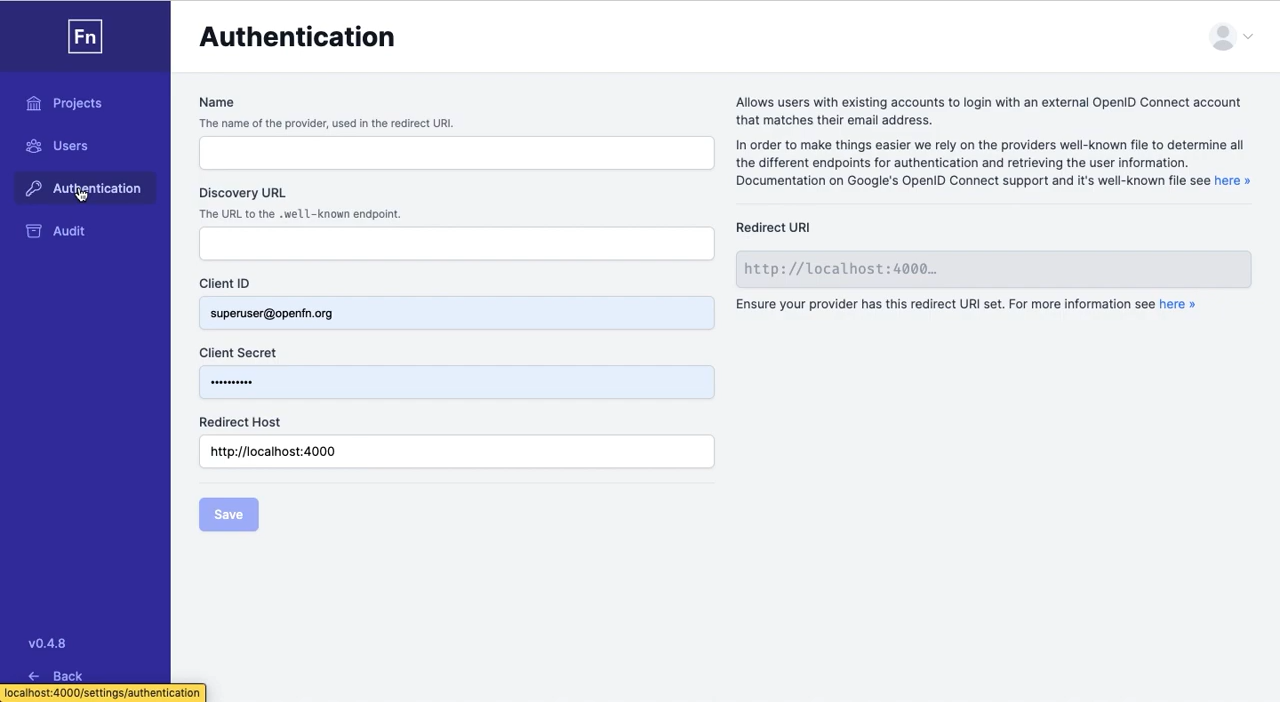 Fn
Authentication
Projects
Users
Authentication
Audit
v0.4.8
Back
localhost:4000/settings/authentication
Name
The name of the provider, used in the redirect URI.
Discovery URL
The URL to the .well-known endpoint.
Client ID
superuser@openfn.org
Client Secret
••••••••••
Redirect Host
http://localhost:4000
Save
Allows users with existing accounts to login with an external OpenID Connect account
that matches their email address.
In order to make things easier we rely on the providers well-known file to determine all
the different endpoints for authentication and retrieving the user information.
Documentation on Google's OpenID Connect support and it's well-known file see here »
Redirect URI
http://localhost:4000…
Ensure your provider has this redirect URI set. For more information see here »